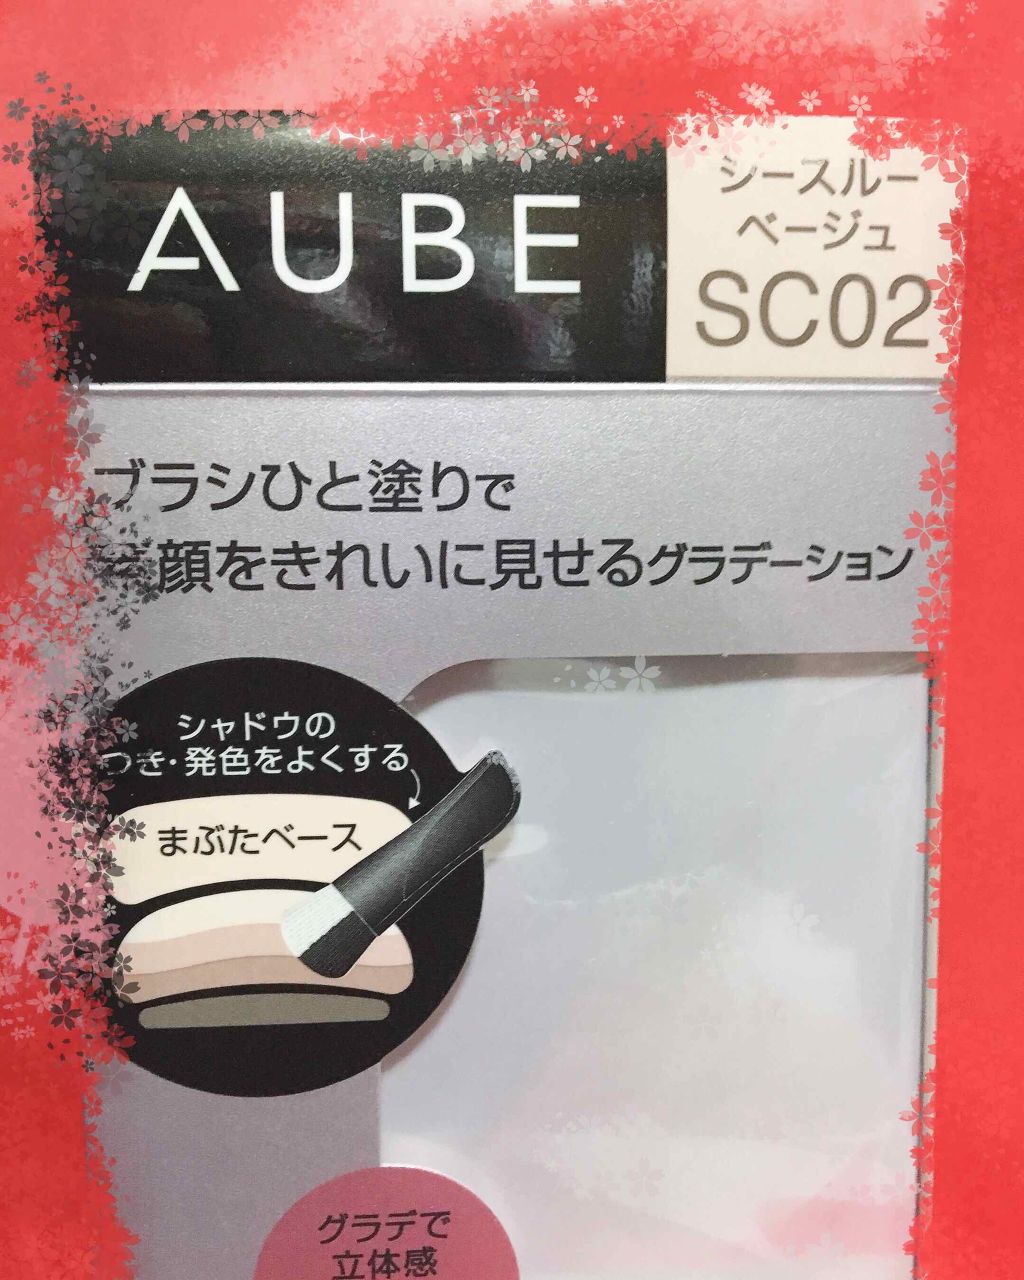 AUBE
シースルー
ベージュ
SC02
ブラシひと塗りで
顔をきれいに見せるグラデーション
シャドウの
つき・発色をよくする
まぶたベース
グラデで
立体感